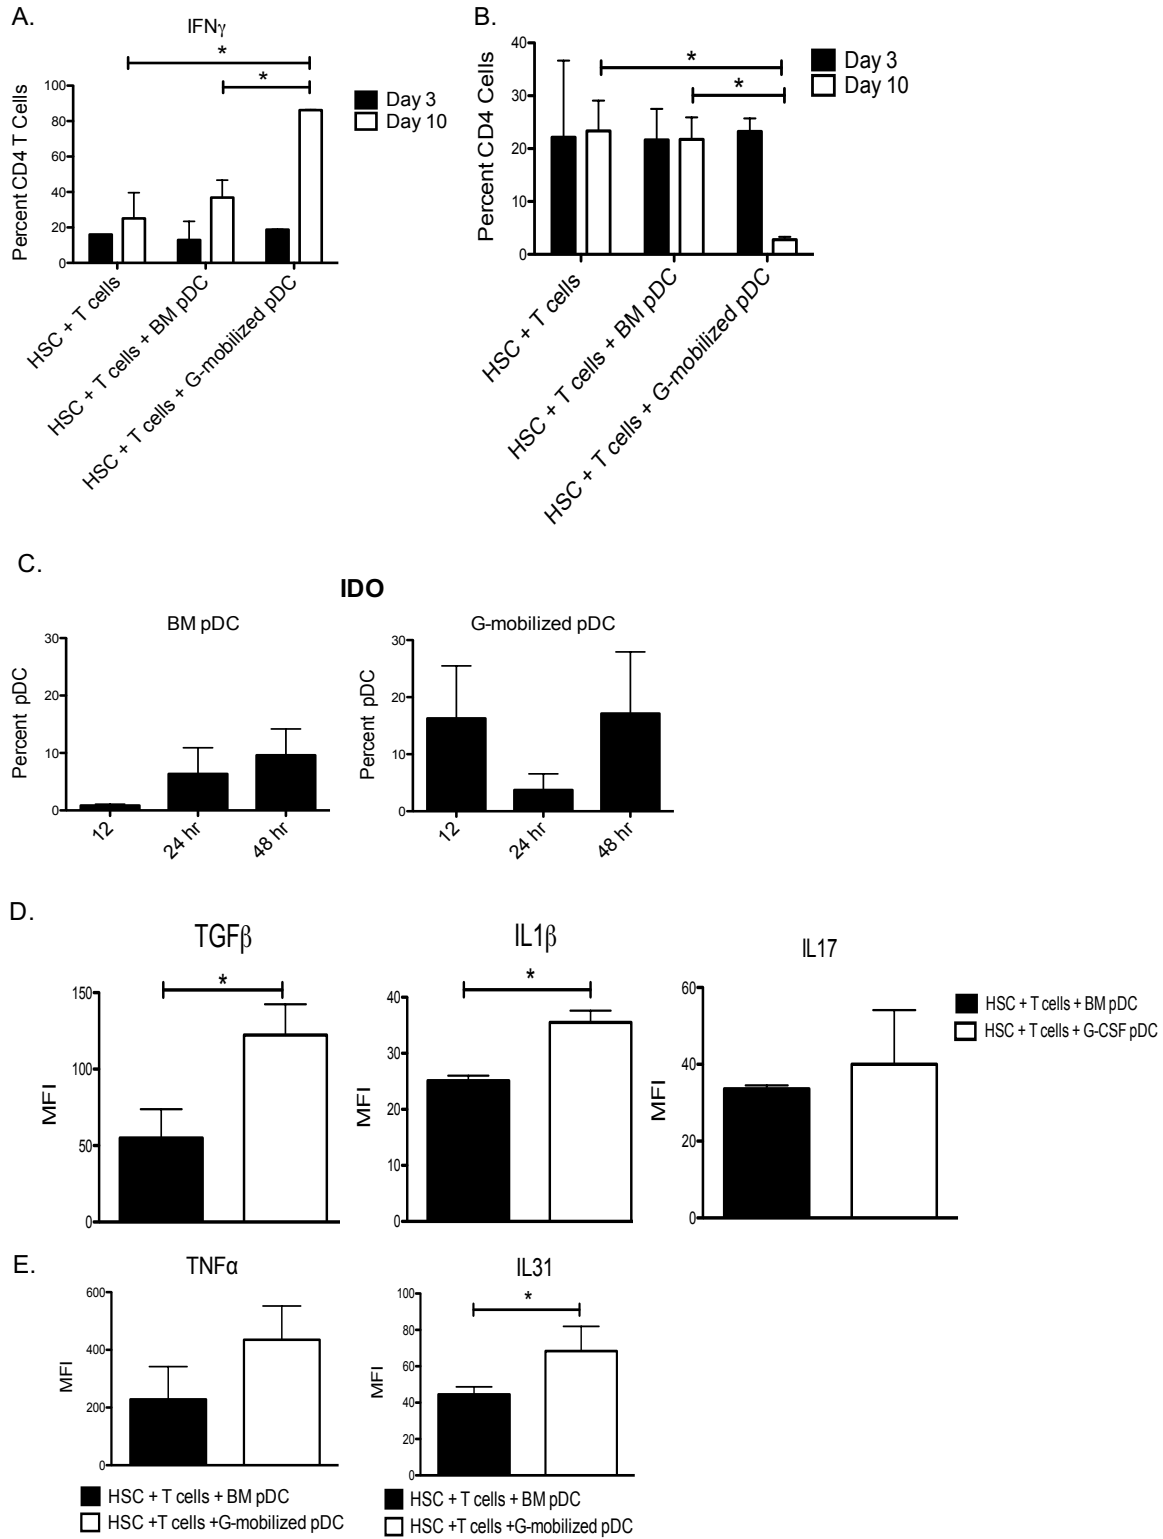 A.
IFNγ
*
*
Percent CD4 T Cells
100
80
60
40
20
0
Day 3
Day 10
HSC + T cells
HSC + T cells + BM pDC
HSC + T cells + G-mobilized pDC
B.
*
*
Percent CD4 Cells
40
30
20
10
0
Day 3
Day 10
HSC + T cells
HSC + T cells + BM pDC
HSC + T cells + G-mobilized pDC
C.
IDO
BM pDC
Percent pDC
30
20
10
0
12
24 hr
48 hr
G-mobilized pDC
Percent pDC
30
20
10
0
12
24 hr
48 hr
D.
TGFβ
*
MFI
150
100
50
0
IL1β
*
MFI
40
30
20
10
0
IL17
MFI
60
40
20
0
HSC + T cells + BM pDC
HSC + T cells + G-CSF pDC
E.
TNFα
MFI
600
400
200
0
HSC + T cells + BM pDC
HSC +T cells +G-mobilized pDC
IL31
*
MFI
100
80
60
40
20
0
HSC + T cells + BM pDC
HSC +T cells +G-mobilized pDC